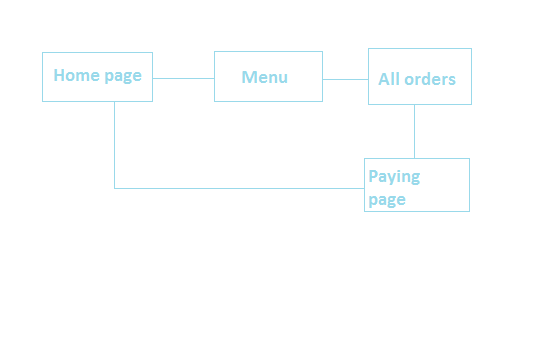 Home page
Menu
All orders
Paying
page